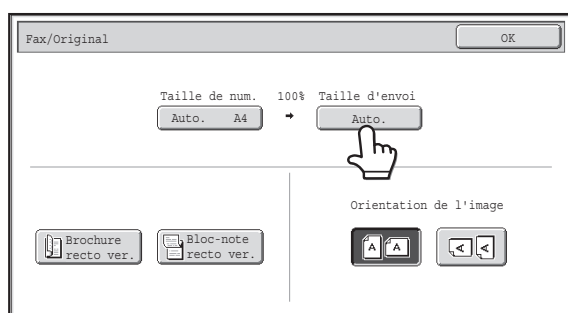 Fax/Original
OK
Taille de num. 100% Taille d'envoi
Auto. A4 Auto.
Orientation de l'image
Brochure
recto ver.
Bloc-note
recto ver.
A A A A